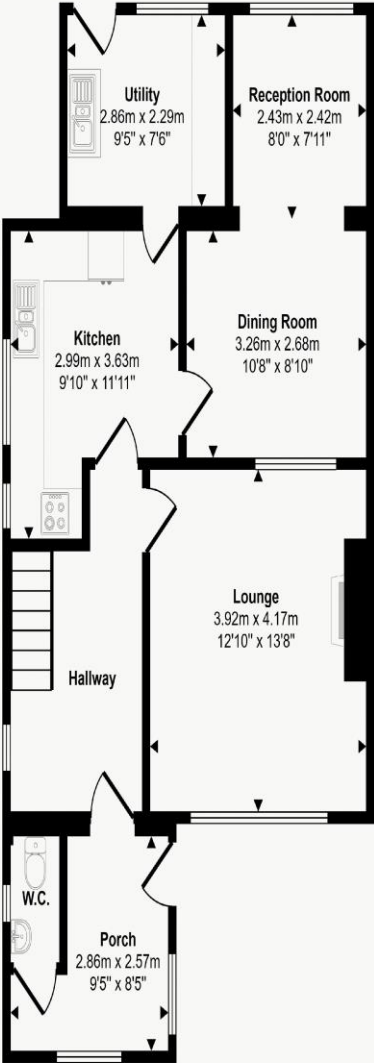 Utility
2.86m x 2.29m
9'5" x 7'6"
Reception Room
2.43m x 2.42m
8'0" x 7'11"
Kitchen
2.99m x 3.63m
9'10" x 11'11"
Dining Room
3.26m x 2.68m
10'8" x 8'10"
Lounge
3.92m x 4.17m
12'10" x 13'8"
Hallway
W.C.
Porch
2.86m x 2.57m
9'5" x 8'5"